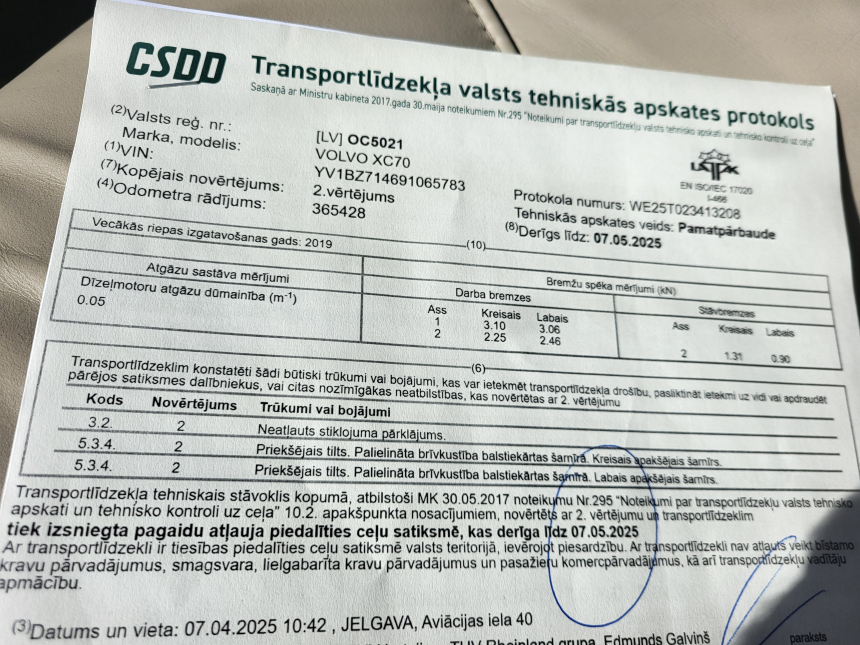 CSDD
Transportlīdzekļa valsts tehniskās apskates protokols
Saskaņā ar Ministru kabineta 2017.gada 30.maija noteikumiem Nr.295 "Noteikumi par transportlīdzekļu valsts tehnisko apskati un tehnisko kontroli uz ceļa"
(2)Valsts reģ. nr.: [LV] OC5021
Marka, modelis: VOLVO XC70
(1)VIN: YV1BZ714691065783
(7)Kopējais novērtējums: 2.vērtējums
(4)Odometra rādījums: 365428
EN ISO/IEC 17020
I-466
Protokola numurs: WE25T023413208
Tehniskās apskates veids: Pamatpārbaude
(8)Derīgs līdz: 07.05.2025
Vecākās riepas izgatavošanas gads: 2019
(10)
Atgāzu sastāva mērījumi
Bremžu spēka mērījumi (kN)
Dīzeļmotoru atgāzu dūmainība (m-1)
0.05
Darba bremzes
Ass Kreisais Labais
1 3.10 3.06
2 2.25 2.46
Stāvbremzes
Ass Kreisais Labais
2 1.31 0.90
(6)
Transportlīdzeklim konstatēti šādi būtiski trūkumi vai bojājumi, kas var ietekmēt transportlīdzekļa drošību, pasliktināt ietekmi uz vidi vai apdraudēt
pārējos satiksmes dalībniekus, vai citas nozīmīgākas neatbilstības, kas novērtētas ar 2. vērtējumu
Kods Novērtējums Trūkumi vai bojājumi
3.2. 2 Neatļauts stiklojuma pārklājums.
5.3.4. 2 Priekšējais tilts. Palielināta brīvkustība balstiekārtas šarnīrā. Kreisais apakšējais šarnīrs.
5.3.4. 2 Priekšējais tilts. Palielināta brīvkustība balstiekārtas šarnīrā. Labais apakšējais šarnīrs.
Transportlīdzekļa tehniskais stāvoklis kopumā, atbilstoši MK 30.05.2017 noteikumu Nr.295 "Noteikumi par transportlīdzekļu valsts tehnisko
apskati un tehnisko kontroli uz ceļa" 10.2. apakšpunkta nosacījumiem, novērtēts ar 2. vērtējumu un transportlīdzeklim
tiek izsniegta pagaidu atļauja piedalīties ceļu satiksmē, kas derīga līdz 07.05.2025
Ar transportlīdzekli ir tiesības piedalīties ceļu satiksmē valsts teritorijā, ievērojot piesardzību. Ar transportlīdzekli nav atļauts veikt bīstamo
kravu pārvadājumus, smagsvara, lielgabarīta kravu pārvadājumus un pasažieru komercpārvadājumus, kā arī transportlīdzekļu vadītāju
apmācību.
(3)Datums un vieta: 07.04.2025 10:42 , JELGAVA, Aviācijas iela 40
Rheinland grupa, Edmunds Galviņš
paraksts